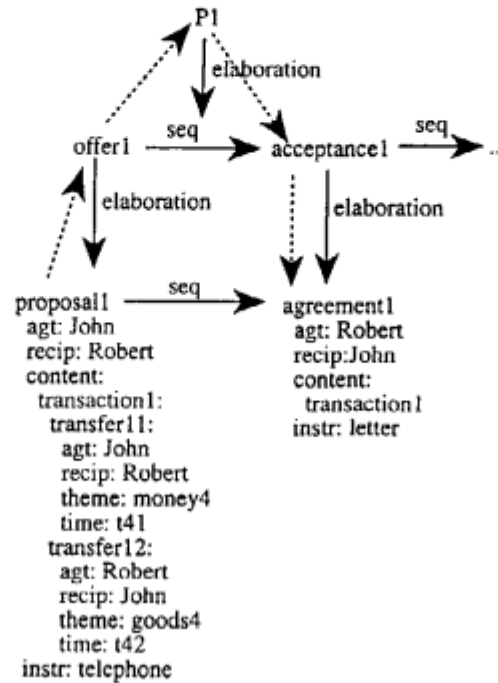 P1
elaboration
offer1
seq
acceptance1
seq
...
elaboration
elaboration
proposal1
seq
agreement1
agt: John
recip: Robert
content:
transaction1:
transfer11:
agt: John
recip: Robert
theme: money4
time: t41
transfer12:
agt: Robert
recip: John
theme: goods4
time: t42
instr: telephone
agt: Robert
recip:John
content:
transaction1
instr: letter